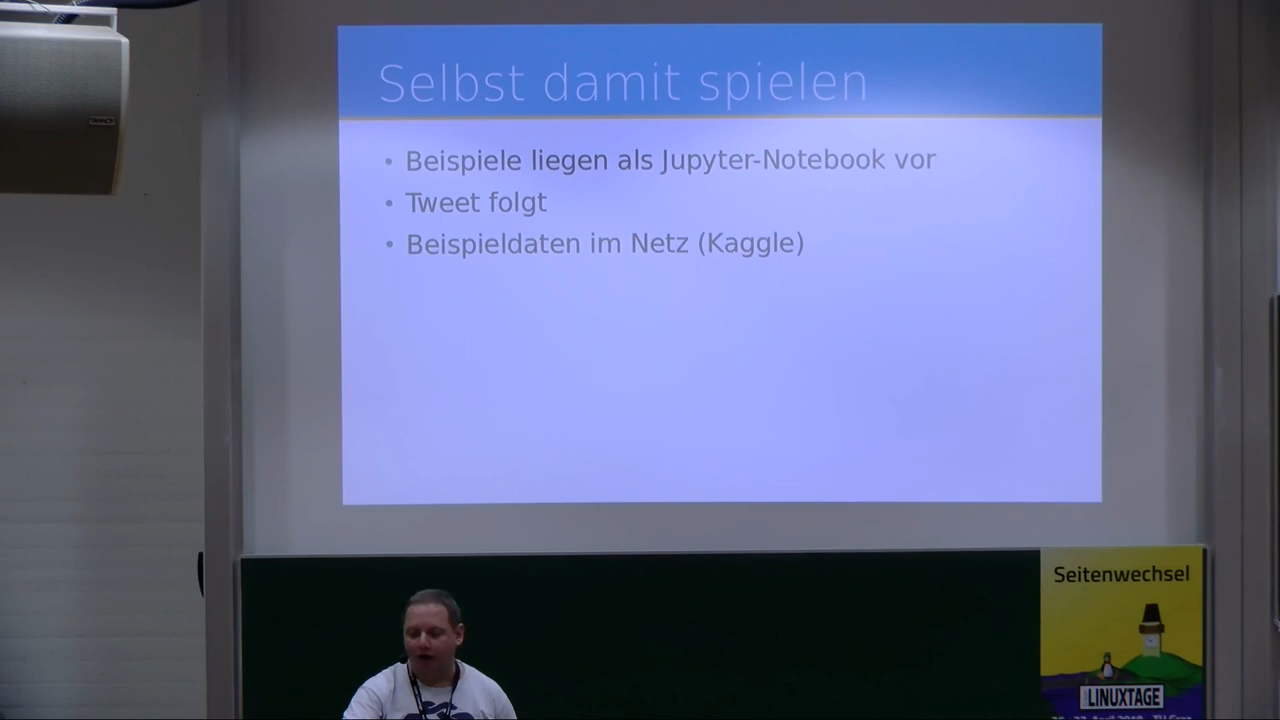 Selbst damit spielen
• Beispiele liegen als Jupyter-Notebook vor
• Tweet folgt
• Beispieldaten im Netz (Kaggle)
Seitenwechsel
LINUXTAGE